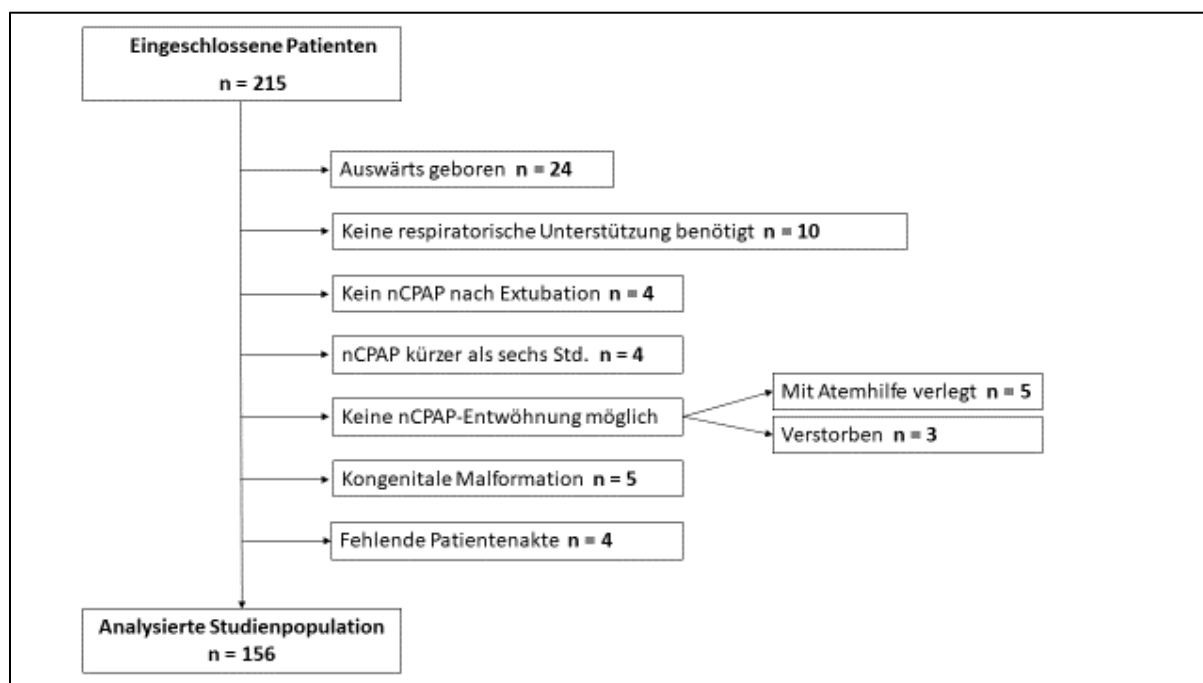 Eingeschlossene Patienten
n = 215
Auswärts geboren n = 24
Keine respiratorische Unterstützung benötigt n = 10
Kein nCPAP nach Extubation n = 4
nCPAP kürzer als sechs Std. n = 4
Mit Atemhilfe verlegt n = 5
Keine nCPAP-Entwöhnung möglich
Verstorben n = 3
Kongenitale Malformation n = 5
Fehlende Patientenakte n = 4
Analysierte Studienpopulation
n = 156